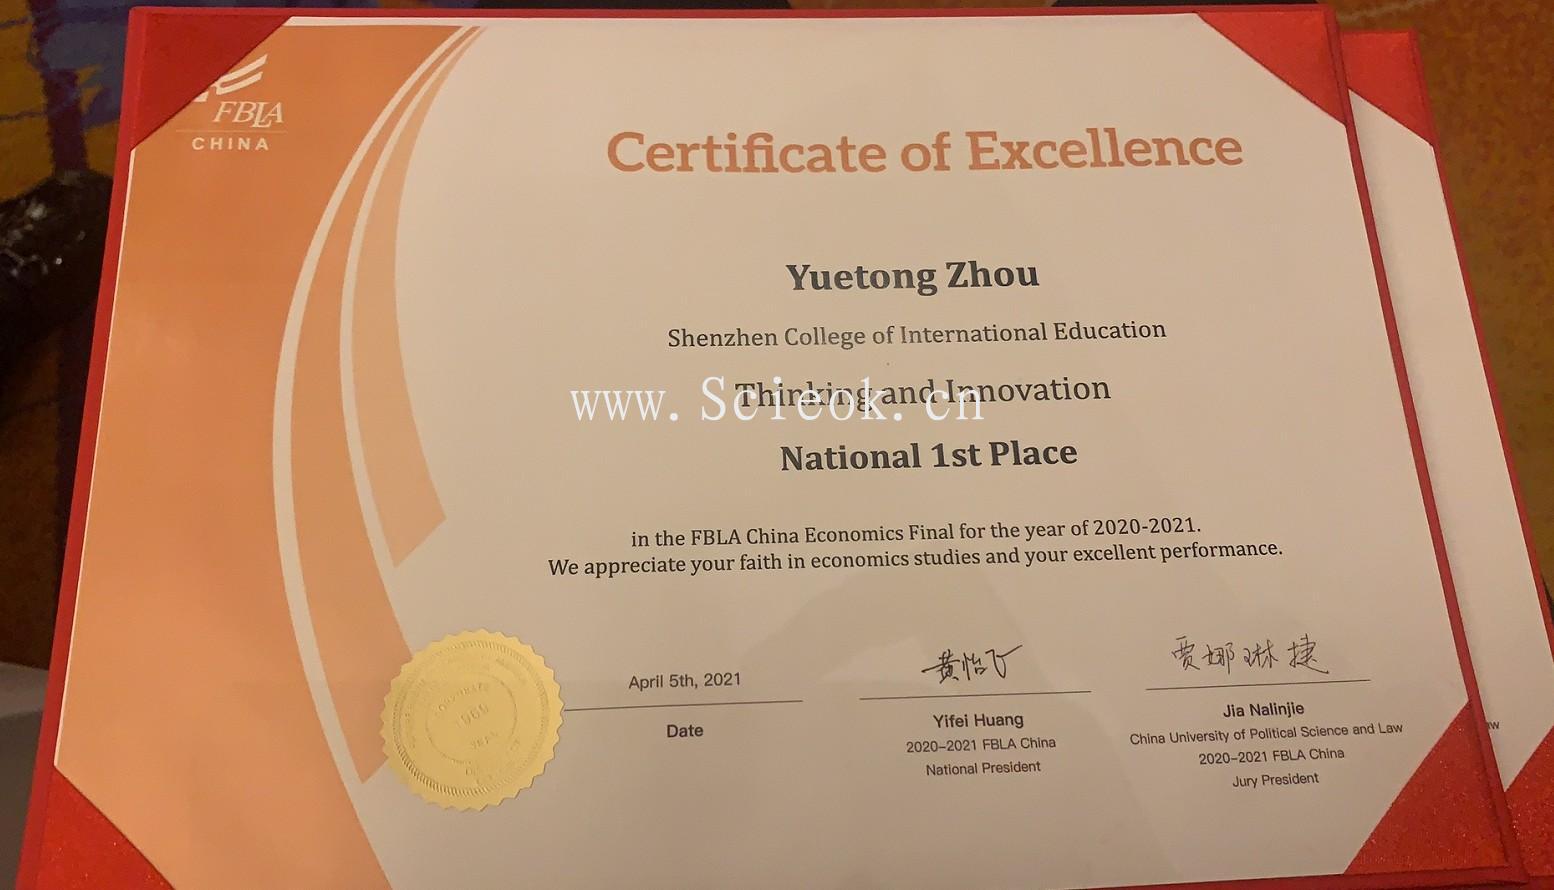 FBLA
CHINA
Certificate of Excellence
Yuetong Zhou
Shenzhen College of International Education
Thinking and Innovation
www.Scieok.cn
National 1st Place
in the FBLA China Economics Final for the year of 2020-2021.
We appreciate your faith in economics studies and your excellent performance.
CORPORATE
1969
SEAL
April 5th, 2021
Date
黄怡飞
Yifei Huang
2020-2021 FBLA China
National President
贾娜琳捷
Jia Nalinjie
China University of Political Science and Law
2020-2021 FBLA China
Jury President